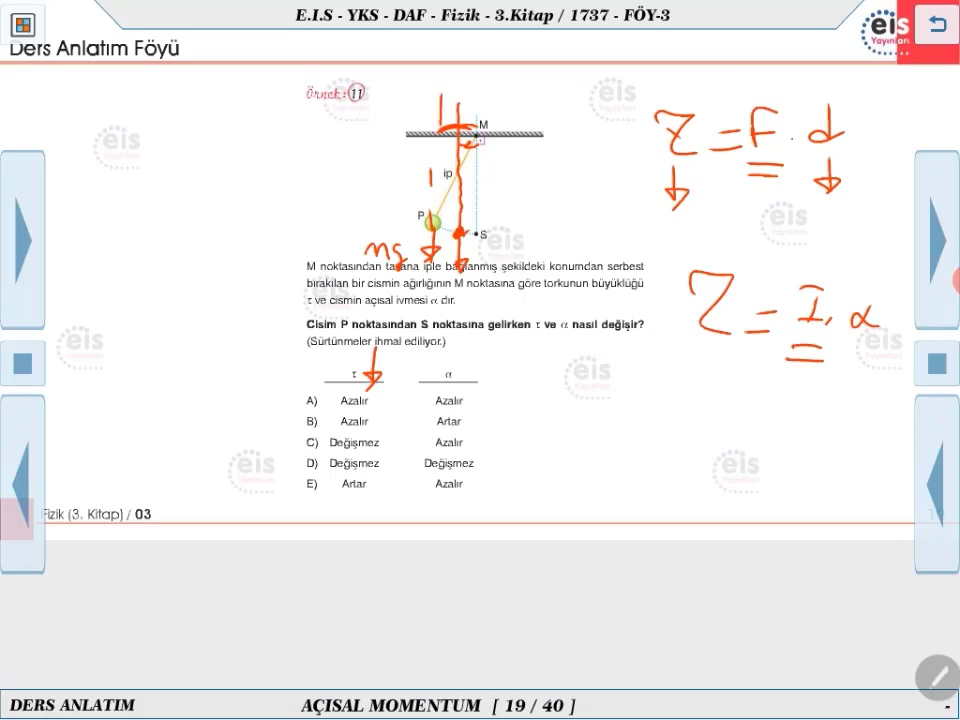 E.I.S - YKS - DAF - Fizik - 3.Kitap / 1737 - FÖY-3
eis
Yayınları
Ders Anlatım Föyü
Örnek: 11
M
ip
P
S
mg
τ = F . d
τ = I . α
M noktasından tavana iple bağlanmış şekildeki konumdan serbest
bırakılan bir cismin ağırlığının M noktasına göre torkunun büyüklüğü
τ ve cismin açısal ivmesi α dır.
Cisim P noktasından S noktasına gelirken τ ve α nasıl değişir?
(Sürtünmeler ihmal ediliyor.)
τ α
A) Azalır Azalır
B) Azalır Artar
C) Değişmez Azalır
D) Değişmez Değişmez
E) Artar Azalır
Fizik (3. Kitap) / 03
DERS ANLATIM
AÇISAL MOMENTUM [ 19 / 40 ]
-